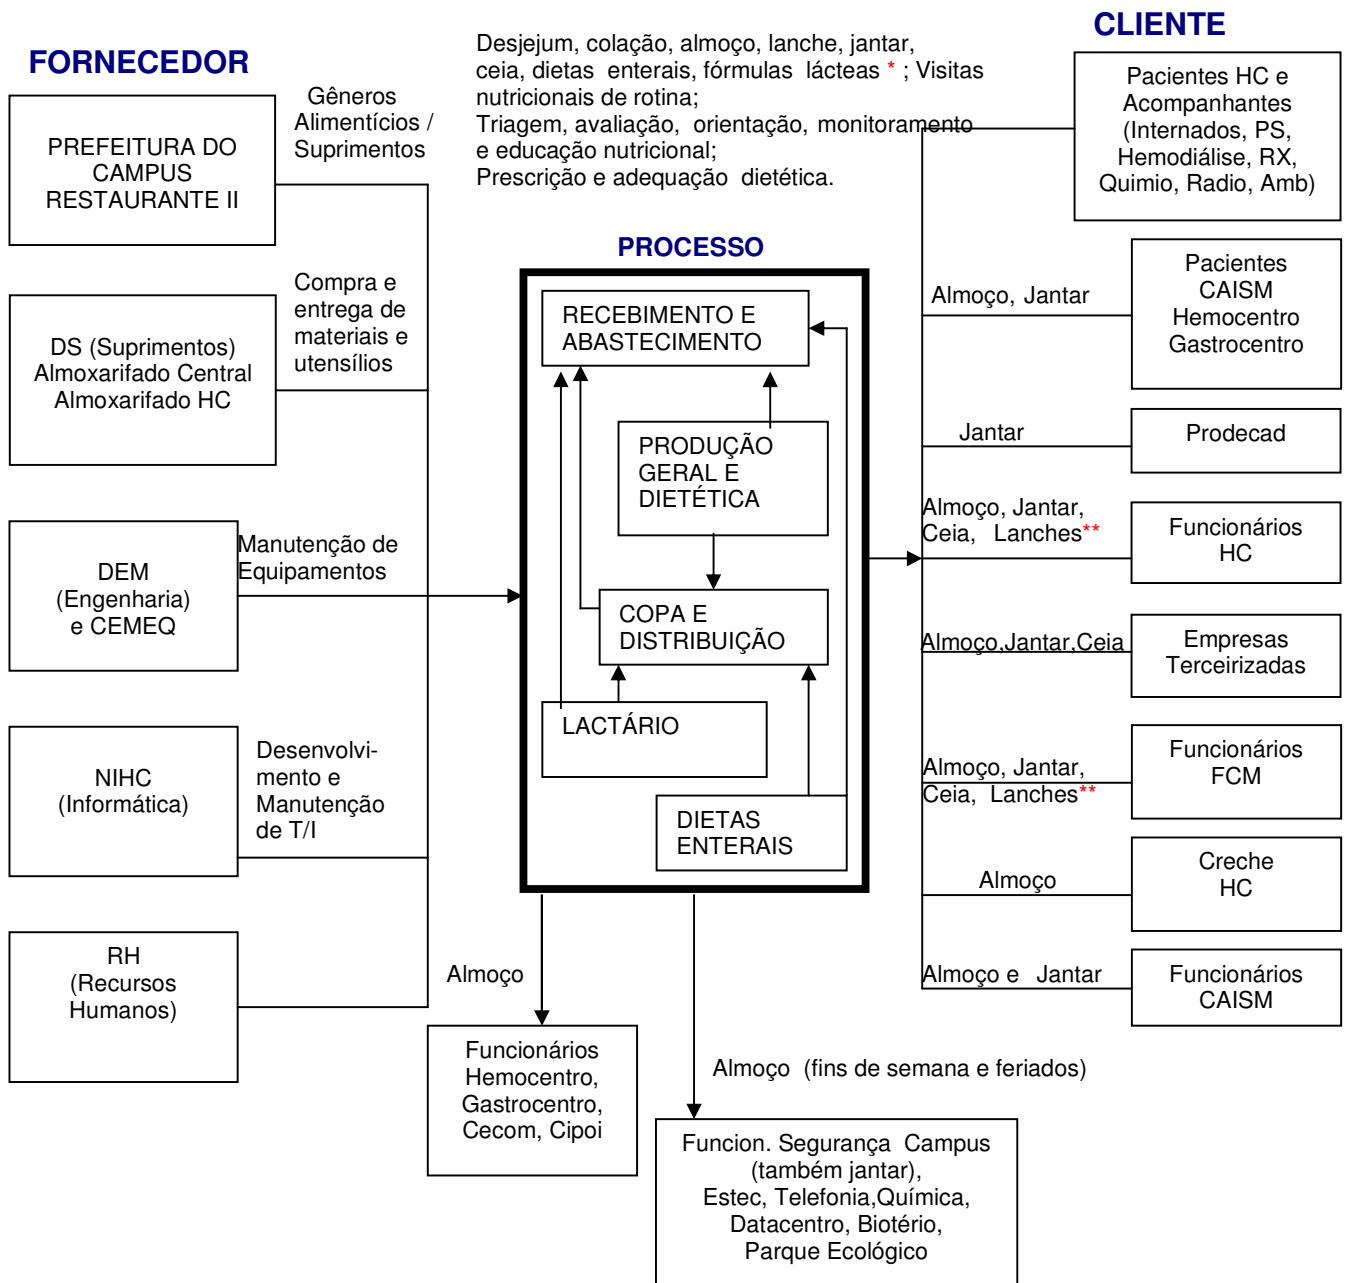 FORNECEDOR
PREFEITURA DO
CAMPUS
RESTAURANTE II
Gêneros
Alimentícios /
Suprimentos
DS (Suprimentos)
Almoxarifado Central
Almoxarifado HC
Compra e
entrega de
materiais e
utensílios
DEM
(Engenharia)
e CEMEQ
Manutenção de
Equipamentos
NIHC
(Informática)
Desenvolvi-
mento e
Manutenção
de T/I
RH
(Recursos
Humanos)
Desjejum, colação, almoço, lanche, jantar,
ceia, dietas enterais, fórmulas lácteas * ; Visitas
nutricionais de rotina;
Triagem, avaliação, orientação, monitoramento
e educação nutricional;
Prescrição e adequação dietética.
PROCESSO
RECEBIMENTO E
ABASTECIMENTO
PRODUÇÃO
GERAL E
DIETÉTICA
COPA E
DISTRIBUIÇÃO
LACTÁRIO
DIETAS
ENTERAIS
Almoço
Funcionários
Hemocentro,
Gastrocentro,
Cecom, Cipoi
Almoço (fins de semana e feriados)
Funcion. Segurança Campus
(também jantar),
Estec, Telefonia,Química,
Datacentro, Biotério,
Parque Ecológico
CLIENTE
Pacientes HC e
Acompanhantes
(Internados, PS,
Hemodiálise, RX,
Quimio, Radio, Amb)
Almoço, Jantar
Pacientes
CAISM
Hemocentro
Gastrocentro
Jantar
Prodecad
Almoço, Jantar,
Ceia, Lanches**
Funcionários
HC
Almoço,Jantar,Ceia
Empresas
Terceirizadas
Almoço, Jantar,
Ceia, Lanches**
Funcionários
FCM
Almoço
Creche
HC
Almoço e Jantar
Funcionários
CAISM